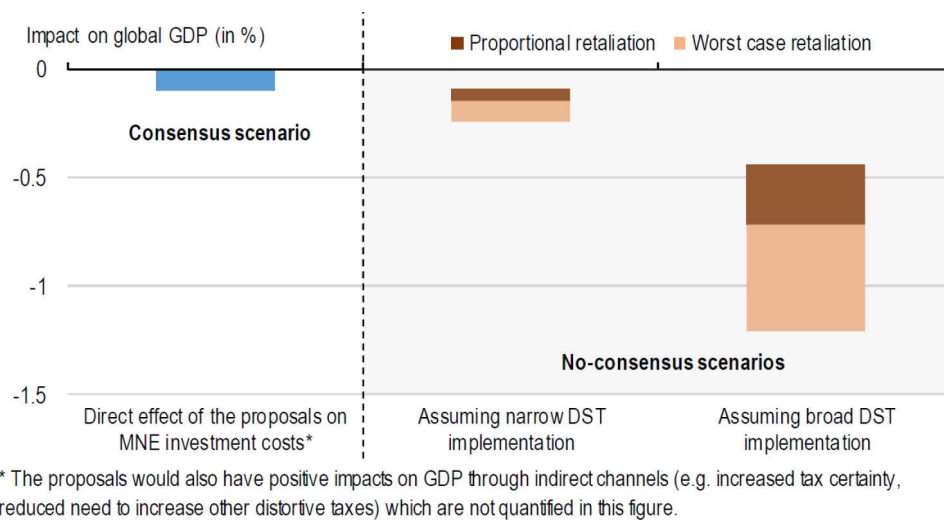 Impact on global GDP (in %)
Proportional retaliation
Worst case retaliation
0
Consensus scenario
-0.5
-1
No-consensus scenarios
-1.5
Direct effect of the proposals on
MNE investment costs*
Assuming narrow DST
implementation
Assuming broad DST
implementation
* The proposals would also have positive impacts on GDP through indirect channels (e.g. increased tax certainty,
reduced need to increase other distortive taxes) which are not quantified in this figure.